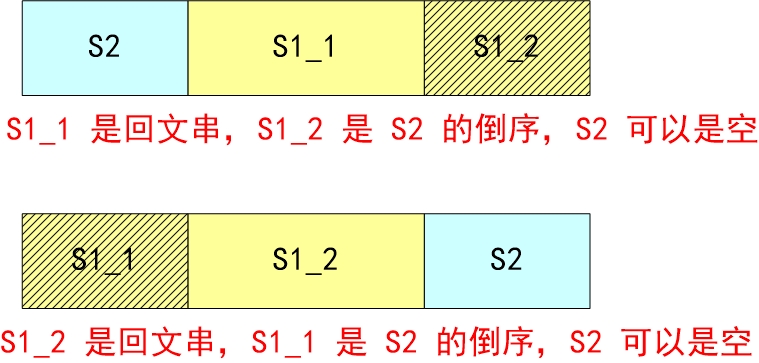 S2 S1_1 S1_2
S1_1 是回文串，S1_2 是 S2 的倒序，S2 可以是空
S1_1 S1_2 S2
S1_2 是回文串，S1_1 是 S2 的倒序，S2 可以是空